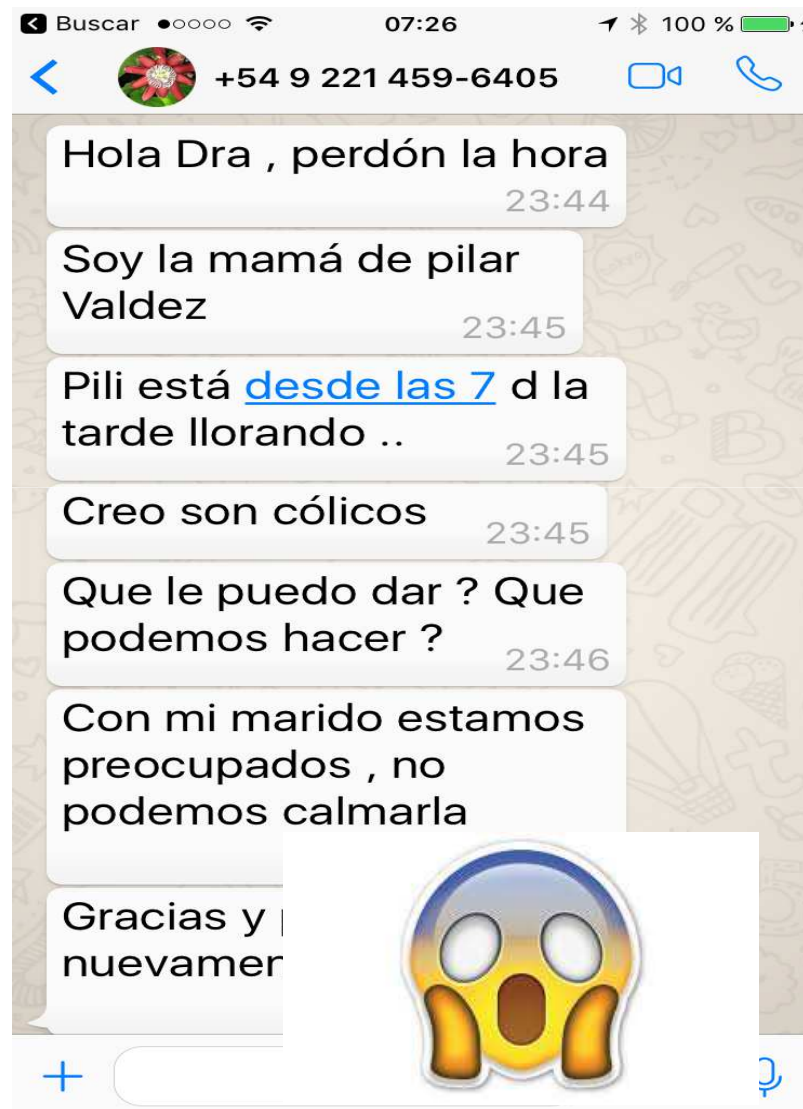 Buscar
07:26
100 %
+54 9 221 459-6405
Hola Dra , perdón la hora
23:44
Soy la mamá de pilar
Valdez
23:45
Pili está desde las 7 d la
tarde llorando ..
23:45
Creo son cólicos
23:45
Que le puedo dar ? Que
podemos hacer ?
23:46
Con mi marido estamos
preocupados , no
podemos calmarla
Gracias y
nuevamen